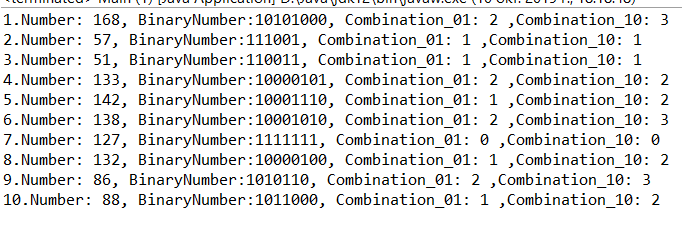 <terminated> Main (1) [Java Application] D:\Java\jdk12\bin\javaw.exe
1.Number: 168, BinaryNumber:10101000, Combination_01: 2 ,Combination_10: 3
2.Number: 57, BinaryNumber:111001, Combination_01: 1 ,Combination_10: 1
3.Number: 51, BinaryNumber:110011, Combination_01: 1 ,Combination_10: 1
4.Number: 133, BinaryNumber:10000101, Combination_01: 2 ,Combination_10: 2
5.Number: 142, BinaryNumber:10001110, Combination_01: 1 ,Combination_10: 2
6.Number: 138, BinaryNumber:10001010, Combination_01: 2 ,Combination_10: 3
7.Number: 127, BinaryNumber:1111111, Combination_01: 0 ,Combination_10: 0
8.Number: 132, BinaryNumber:10000100, Combination_01: 1 ,Combination_10: 2
9.Number: 86, BinaryNumber:1010110, Combination_01: 2 ,Combination_10: 3
10.Number: 88, BinaryNumber:1011000, Combination_01: 1 ,Combination_10: 2